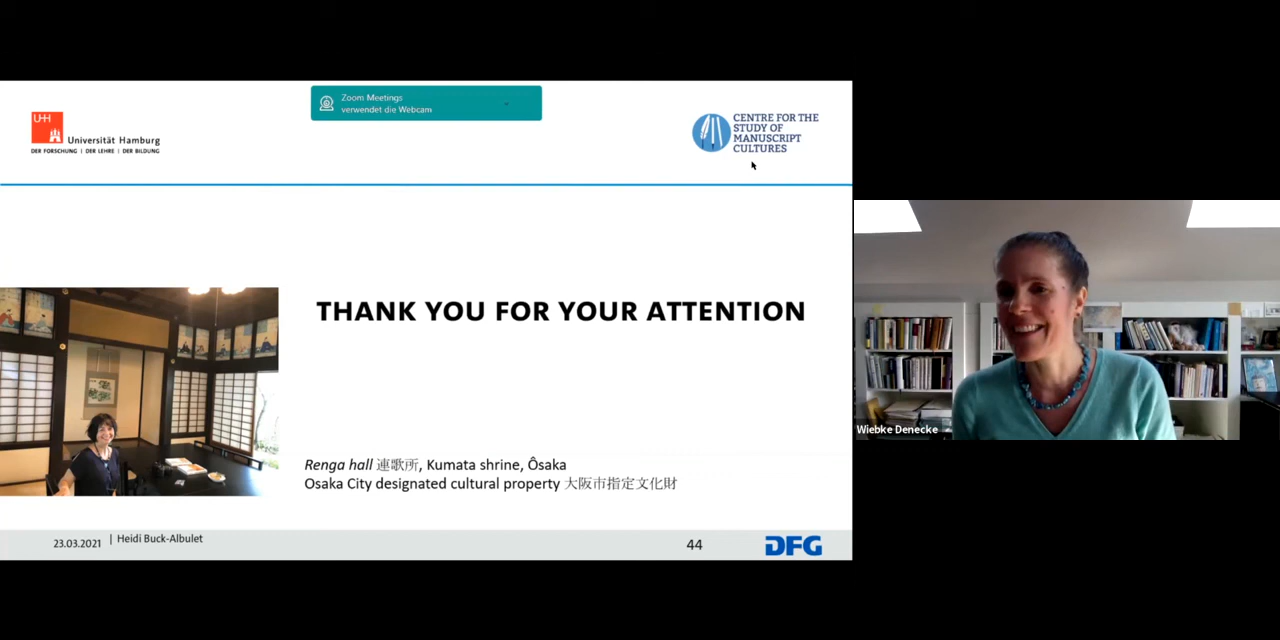 Zoom Meetings
verwendet die Webcam
UHH
Universität Hamburg
DER FORSCHUNG | DER LEHRE | DER BILDUNG
CENTRE FOR THE
STUDY OF
MANUSCRIPT
CULTURES
THANK YOU FOR YOUR ATTENTION
Renga hall 連歌所, Kumata shrine, Ôsaka
Osaka City designated cultural property 大阪市指定文化財
23.03.2021 | Heidi Buck-Albulet
44
DFG
Wiebke Denecke